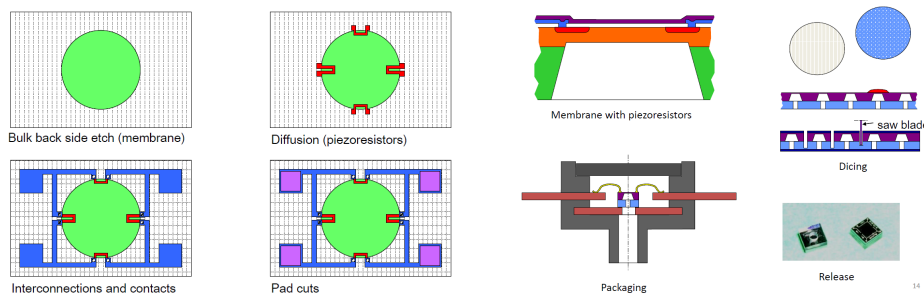 Bulk back side etch (membrane)
Diffusion (piezoresistors)
Interconnections and contacts
Pad cuts
Membrane with piezoresistors
saw blade
Dicing
Packaging
Release
14